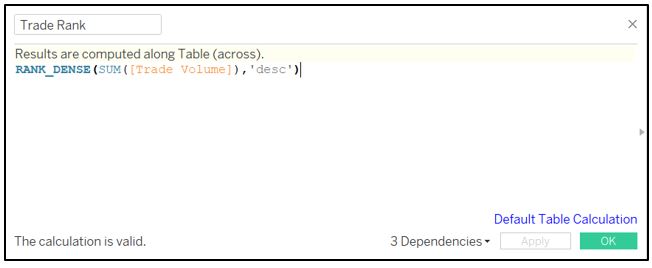 Trade Rank
Results are computed along Table (across).
RANK_DENSE(SUM([Trade Volume]),'desc')
Default Table Calculation
The calculation is valid.
3 Dependencies
Apply
OK